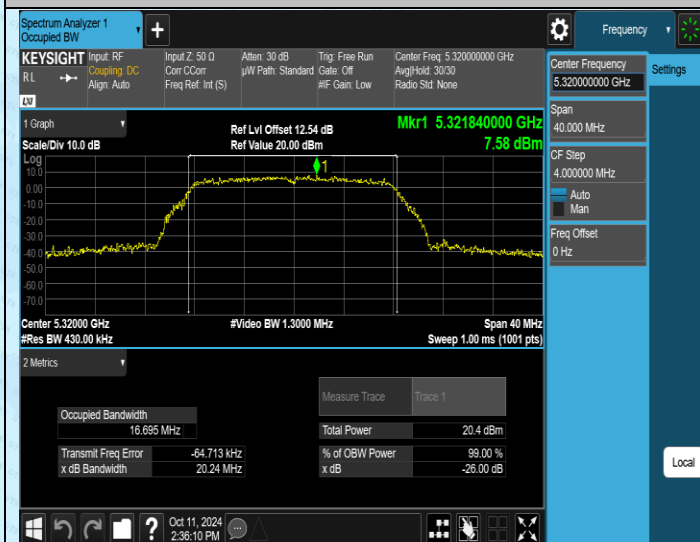 Spectrum Analyzer 1
Occupied BW
Frequency
KEYSIGHT
RL
LXI
Input: RF
Coupling: DC
Align: Auto
Input Z: 50 Ω
Corr CCorr
Freq Ref: Int (S)
Atten: 30 dB
µW Path: Standard
Trig: Free Run
Gate: Off
#IF Gain: Low
Center Freq: 5.320000000 GHz
Avg|Hold: 30/30
Radio Std: None
Center Frequency
5.320000000 GHz
Settings
Span
40.000 MHz
CF Step
4.000000 MHz
Auto
Man
Freq Offset
0 Hz
1 Graph
Scale/Div 10.0 dB
Ref Lvl Offset 12.54 dB
Ref Value 20.00 dBm
Mkr1 5.321840000 GHz
7.58 dBm
Log
10.0
0.00
-10.0
-20.0
-30.0
-40.0
-50.0
-60.0
-70.0
1
Center 5.32000 GHz
#Res BW 430.00 kHz
#Video BW 1.3000 MHz
Span 40 MHz
Sweep 1.00 ms (1001 pts)
2 Metrics
Measure Trace
Trace 1
Occupied Bandwidth
16.695 MHz
Total Power
20.4 dBm
Transmit Freq Error
-64.713 kHz
% of OBW Power
99.00 %
x dB Bandwidth
20.24 MHz
x dB
-26.00 dB
Local
?
Oct 11, 2024
2:36:10 PM